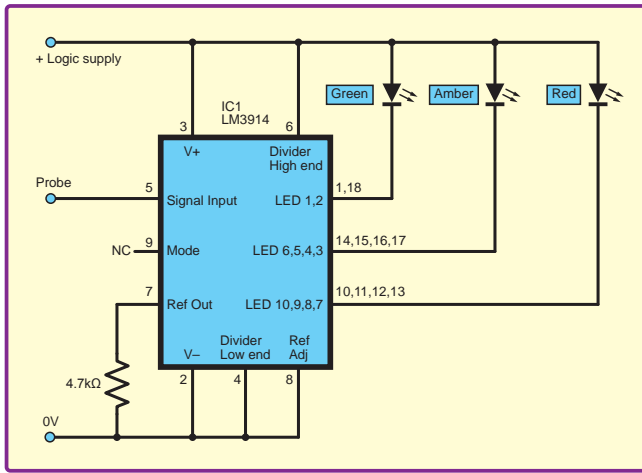 + Logic supply
Green
Amber
Red
IC1
LM3914
3
6
V+
Divider
High end
Probe
5
Signal Input
LED 1,2
1,18
NC
9
Mode
LED 6,5,4,3
14,15,16,17
7
Ref Out
LED 10,9,8,7
10,11,12,13
V–
Divider
Low end
Ref
Adj
4.7kΩ
2
4
8
0V